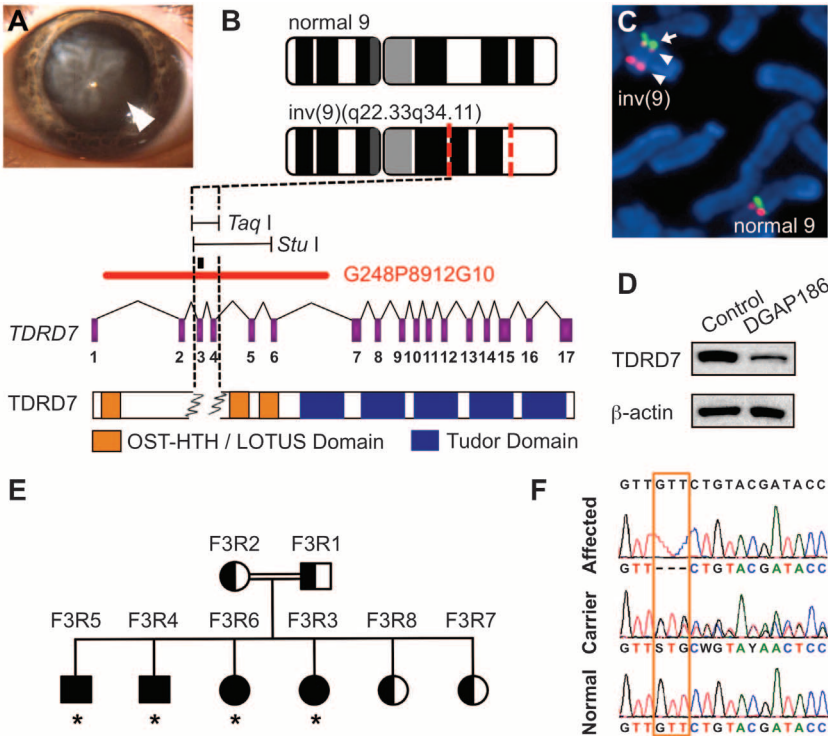 A
B
normal 9
inv(9)(q22.33q34.11)
C
inv(9)
normal 9
Taq I
Stu I
G248P8912G10
TDRD7
1 2 3 4 5 6 7 8 9 10 11 12 13 14 15 16 17
TDRD7
OST-HTH / LOTUS Domain
Tudor Domain
D
Control DGAP186
TDRD7
β-actin
E
F3R2 F3R1
F3R5 F3R4 F3R6 F3R3 F3R8 F3R7
* * * *
F
GTTGTTCTGTACGATACC
Affected
GTT---CTGTACGATACC
Carrier
GTTSTGCWGTAYAACTCC
Normal
GTTGTTCTGTACGATACC